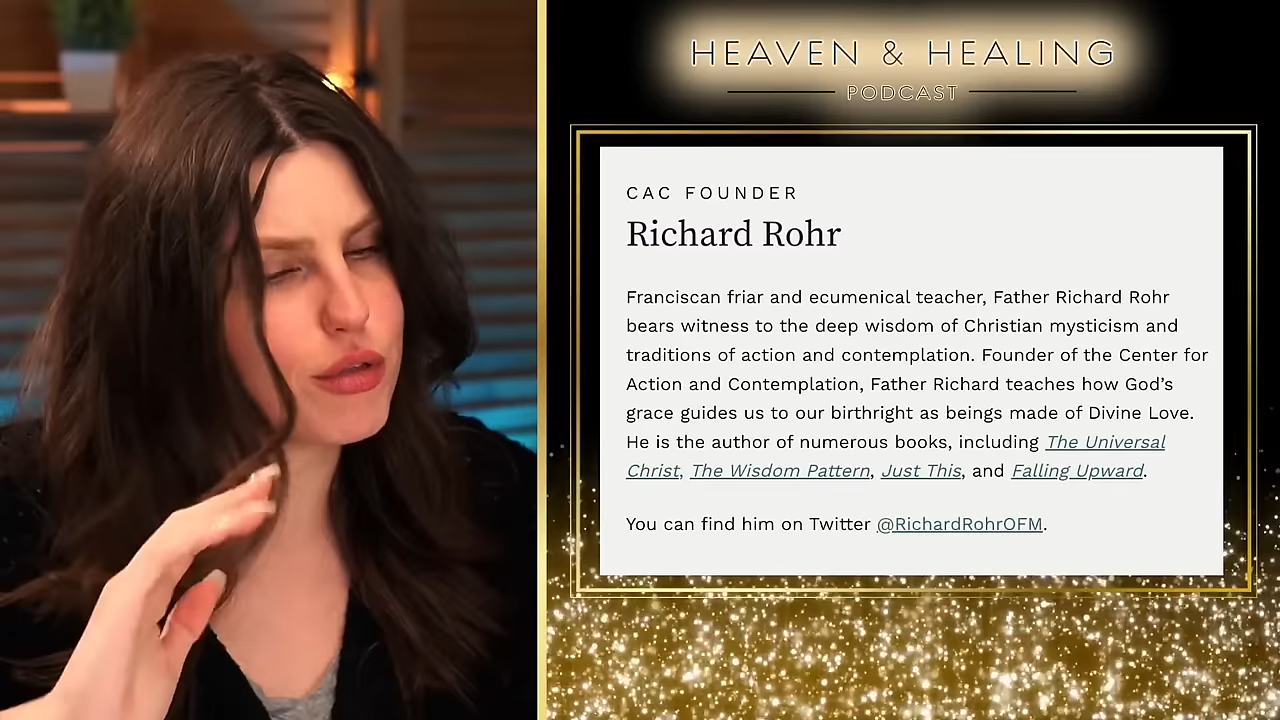 HEAVEN & HEALING
PODCAST
CAC FOUNDER
Richard Rohr
Franciscan friar and ecumenical teacher, Father Richard Rohr
bears witness to the deep wisdom of Christian mysticism and
traditions of action and contemplation. Founder of the Center for
Action and Contemplation, Father Richard teaches how God’s
grace guides us to our birthright as beings made of Divine Love.
He is the author of numerous books, including The Universal
Christ, The Wisdom Pattern, Just This, and Falling Upward.
You can find him on Twitter @RichardRohrOFM.